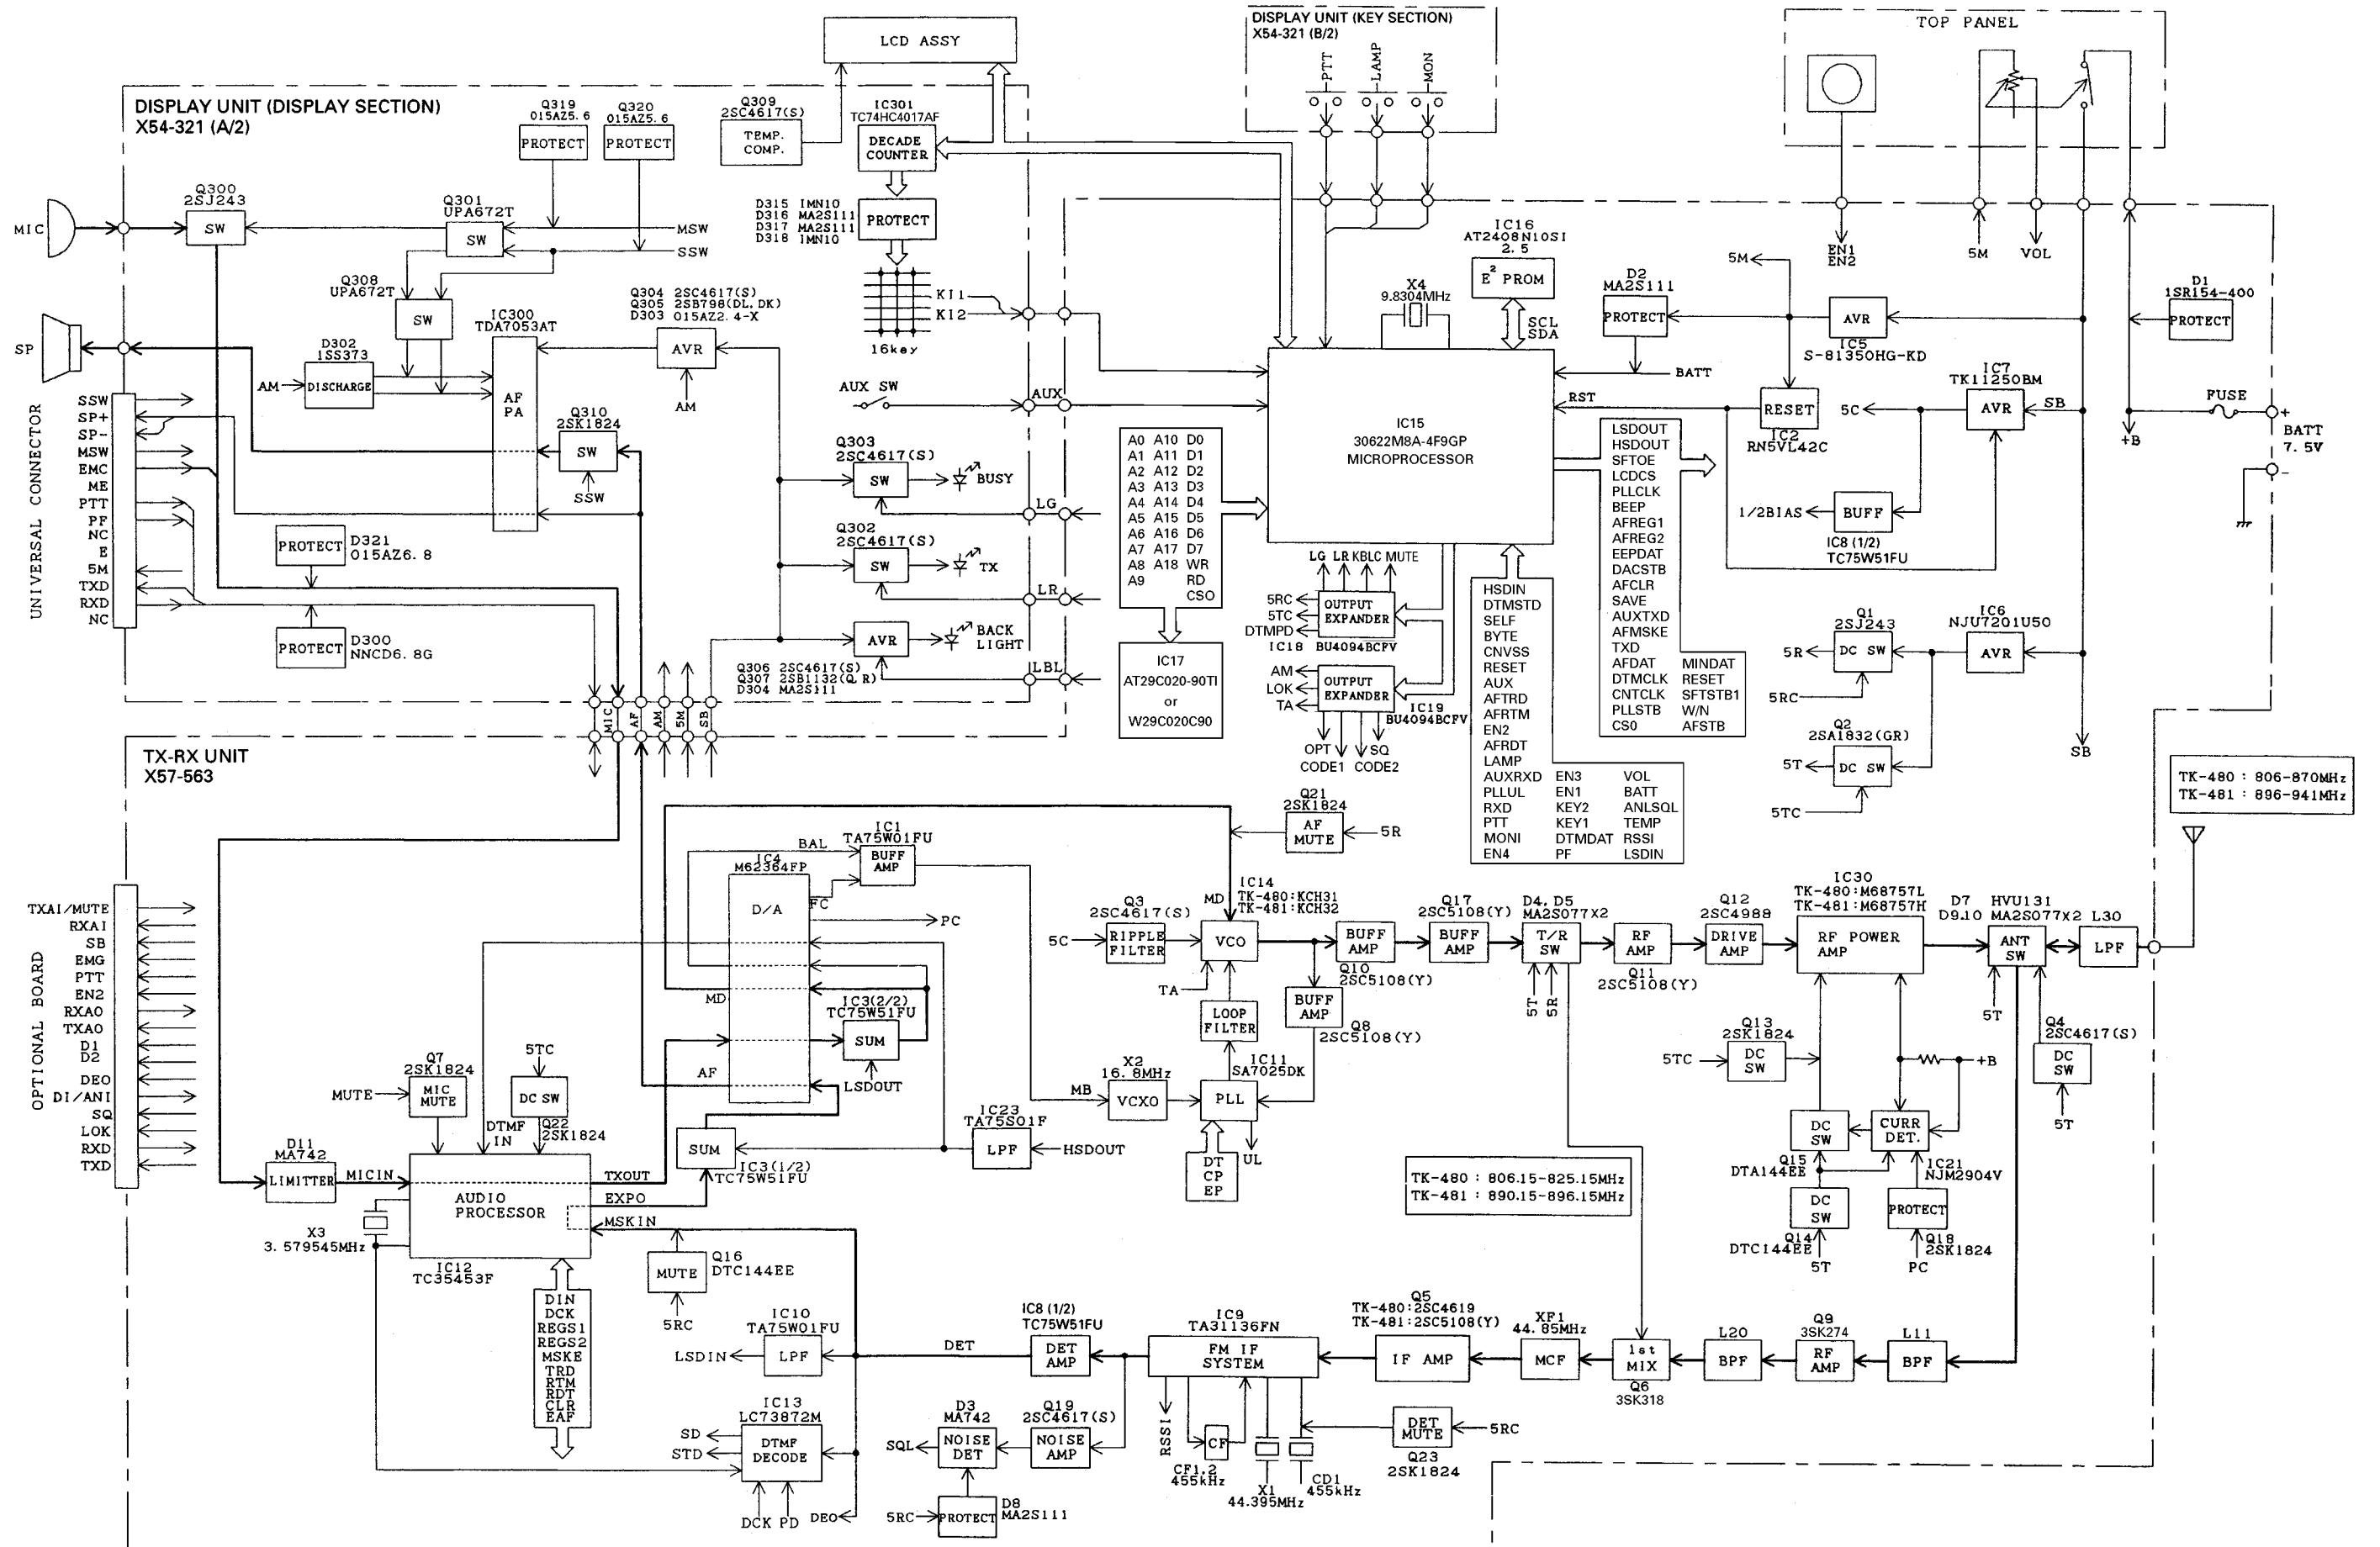 LCD ASSY
DISPLAY UNIT (KEY SECTION)
X54-321 (B/2)
PTT
LAMP
MON
TOP PANEL
DISPLAY UNIT (DISPLAY SECTION)
X54-321 (A/2)
Q319
015AZ5.6
PROTECT
Q320
015AZ5.6
PROTECT
Q309
2SC4617(S)
TEMP.
COMP.
IC301
TC74HC4017AF
DECADE
COUNTER
D315 IMN10
D316 MA2S111
D317 MA2S111
D318 IMN10
PROTECT
KI1
KI2
16key
MIC
Q300
2SJ243
SW
Q301
UPA672T
SW
MSW
SSW
Q308
UPA672T
SW
SP
D302
1SS373
AM
DISCHARGE
IC300
TDA7053AT
AF
PA
Q304 2SC4617(S)
Q305 2SB798(DL,DK)
D303 015AZ2.4-X
AVR
AM
Q310
2SK1824
SW
SSW
AUX SW
AUX
Q303
2SC4617(S)
SW
BUSY
LG
Q302
2SC4617(S)
SW
TX
LR
AVR
BACK
LIGHT
LBL
Q306 2SC4617(S)
Q307 2SB1132(Q,R)
D304 MA2S111
UNIVERSAL CONNECTOR
SSW
SP+
SP-
MSW
EMC
ME
PTT
PF
NC
E
5M
TXD
RXD
NC
PROTECT
D321
015AZ6.8
PROTECT
D300
NNCD6.8G
MIC
AF
AM
5M
SB
IC16
AT2408N10SI
2.5
E2 PROM
SCL
SDA
X4
9.8304MHz
IC15
30622M8A-4F9GP
MICROPROCESSOR
D2
MA2S111
PROTECT
BATT
RST
EN1
EN2
5M
VOL
5M
AVR
IC5
S-81350HG-KD
D1
1SR154-400
PROTECT
RESET
IC2
RN5VL42C
IC7
TK11250BM
AVR
SB
5C
1/2BIAS
BUFF
IC8 (1/2)
TC75W51FU
+B
FUSE
+
BATT
7.5V
-
Q1
2SJ243
DC SW
5R
5RC
IC6
NJU7201U50
AVR
Q2
2SA1832(GR)
5T
DC SW
5TC
SB
A0 A10 D0
A1 A11 D1
A2 A12 D2
A3 A13 D3
A4 A14 D4
A5 A15 D5
A6 A16 D6
A7 A17 D7
A8 A18 WR
A9 RD
CSO
IC17
AT29C020-90TI
or
W29C020C90
LG LR KBLC MUTE
5RC
5TC
DTMPD
OUTPUT
EXPANDER
IC18 BU4094BCFV
AM
LOK
TA
OUTPUT
EXPANDER
IC19
BU4094BCFV
OPT
SQ
CODE1
CODE2
LSDOUT
HSDOUT
SFTOE
LCDCS
PLLCLK
BEEP
AFREG1
AFREG2
EEPDAT
DACSTB
AFCLR
SAVE
AUXTXD
AFMSKE
TXD
AFDAT MINDAT
DTMCLK RESET
CNTCLK SFTSTB1
PLLSTB W/N
CS0 AFSTB
HSDIN
DTMSTD
SELF
BYTE
CNVSS
RESET
AUX
AFTRD
AFRTM
EN2
AFRDT
LAMP
AUXRXD EN3 VOL
PLLUL EN1 BATT
RXD KEY2 ANLSQL
PTT KEY1 TEMP
MONI DTMDAT RSSI
EN4 PF LSDIN
TK-480 : 806-870MHz
TK-481 : 896-941MHz
TX-RX UNIT
X57-563
OPTIONAL BOARD
TXAI/MUTE
RXAI
SB
EMG
PTT
EN2
RXAO
TXAO
D1
D2
DEO
DI/ANI
SQ
LOK
RXD
TXD
Q21
2SK1824
AF
MUTE
5R
BAL
IC1
TA75W01FU
BUFF
AMP
IC4
M62364FP
D/A
FC
PC
MD
AF
IC3(2/2)
TC75W51FU
SUM
LSDOUT
SUM
IC3(1/2)
TC75W51FU
IC23
TA75S01F
LPF
HSDOUT
Q7
2SK1824
MUTE
MIC
MUTE
5TC
DC SW
Q22
2SK1824
DTMF
IN
D11
MA742
LIMITTER
MICIN
AUDIO
PROCESSOR
TXOUT
EXPO
MSKIN
X3
3.579545MHz
IC12
TC35453F
DIN
DCK
REGS1
REGS2
MSKE
TRD
RTM
RDT
CLR
EAF
MUTE
Q16
DTC144EE
5RC
IC10
TA75W01FU
LSDIN
LPF
IC13
LC73872M
SD
STD
DTMF
DECODE
DCK PD
DEO
DET
IC8 (1/2)
TC75W51FU
DET
AMP
D3
MA742
SQL
NOISE
DET
Q19
2SC4617(S)
NOISE
AMP
5RC
PROTECT
D8
MA2S111
IC9
TA31136FN
FM IF
SYSTEM
RSSI
CF
CF1.2
455kHz
X1
44.395MHz
CD1
455kHz
DET
MUTE
5RC
Q23
2SK1824
Q5
TK-480:2SC4619
TK-481:2SC5108(Y)
IF AMP
XF1
44.85MHz
MCF
1st
MIX
Q6
3SK318
L20
BPF
Q9
3SK274
RF
AMP
L11
BPF
TK-480 : 806.15-825.15MHz
TK-481 : 890.15-896.15MHz
Q3
2SC4617(S)
5C
RIPPLE
FILTER
MD
IC14
TK-480:KCH31
TK-481:KCH32
VCO
TA
LOOP
FILTER
IC11
SA7025DK
PLL
UL
DT
CP
EP
MB
X2
16.8MHz
VCXO
BUFF
AMP
Q10
2SC5108(Y)
BUFF
AMP
Q8
2SC5108(Y)
Q17
2SC5108(Y)
BUFF
AMP
D4,D5
MA2S077X2
T/R
SW
5T
5R
RF
AMP
Q11
2SC5108(Y)
Q12
2SC4988
DRIVE
AMP
IC30
TK-480:M68757L
TK-481:M68757H
RF POWER
AMP
D7 HVU131
D9.10 MA2S077X2
ANT
SW
L30
LPF
5T
Q4
2SC4617(S)
DC
SW
5T
Q13
2SK1824
5TC
DC
SW
+B
DC
SW
Q15
DTA144EE
CURR
DET.
IC21
NJM2904V
DC
SW
Q14
DTC144EE
5T
PROTECT
Q18
2SK1824
PC